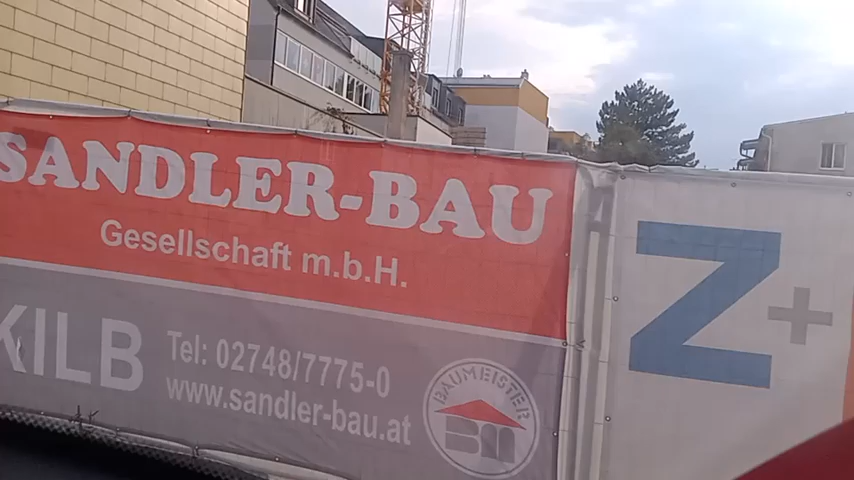 SANDLER-BAU
Gesellschaft m.b.H.
KILB
Tel: 02748/7775-0
www.sandler-bau.at
BAUMEISTER
Z+